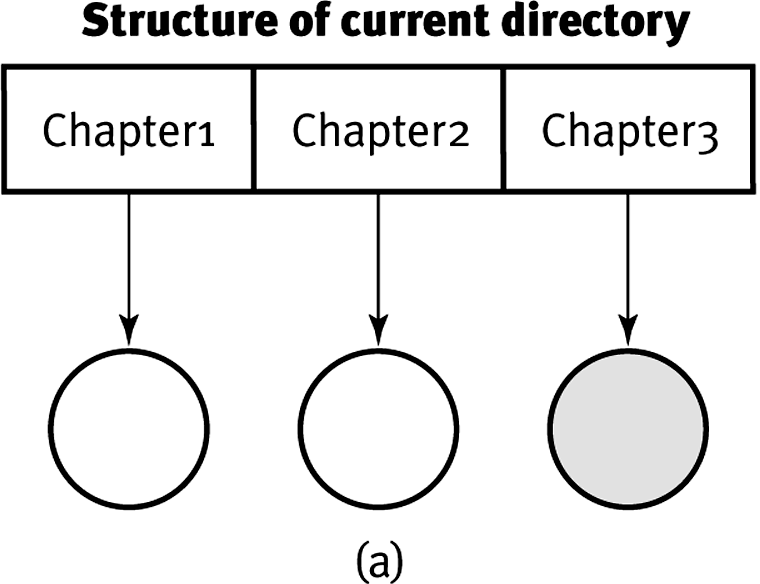 Structure of current directory
Chapter1 Chapter2 Chapter3
(a)